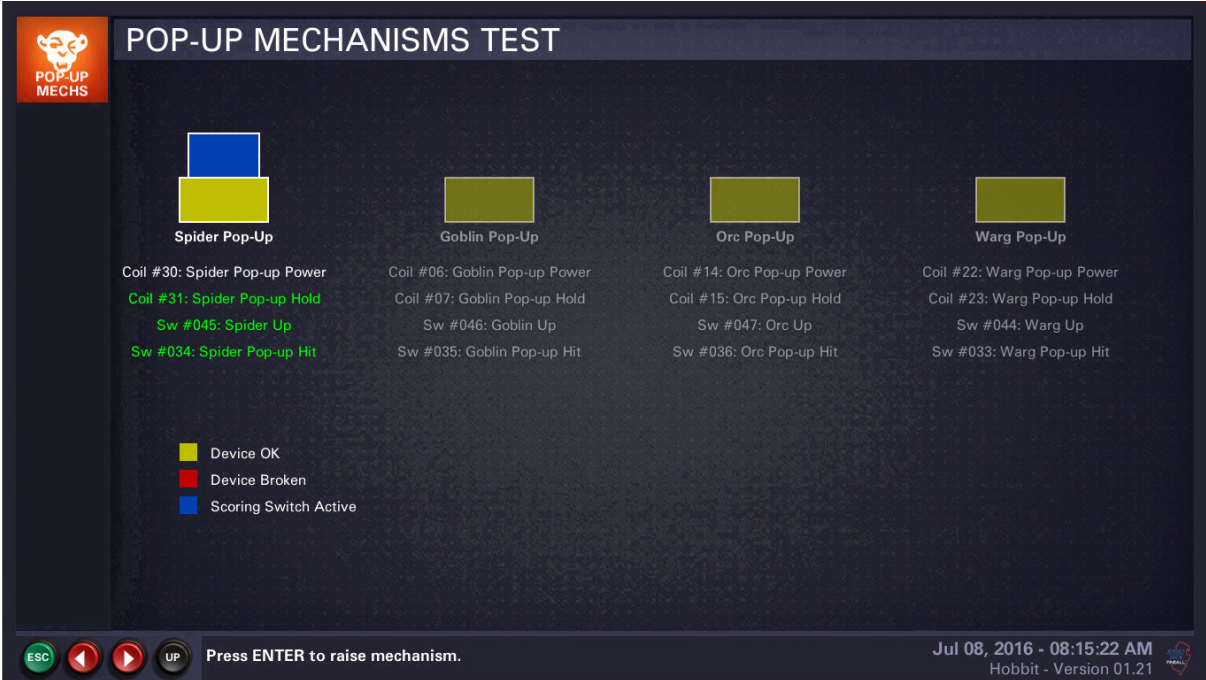 POP-UP MECHANISMS TEST
POP-UP
MECHS
Spider Pop-Up
Goblin Pop-Up
Orc Pop-Up
Warg Pop-Up
Coil #30: Spider Pop-up Power
Coil #06: Goblin Pop-up Power
Coil #14: Orc Pop-up Power
Coil #22: Warg Pop-up Power
Coil #31: Spider Pop-up Hold
Coil #07: Goblin Pop-up Hold
Coil #15: Orc Pop-up Hold
Coil #23: Warg Pop-up Hold
Sw #045: Spider Up
Sw #046: Goblin Up
Sw #047: Orc Up
Sw #044: Warg Up
Sw #034: Spider Pop-up Hit
Sw #035: Goblin Pop-up Hit
Sw #036: Orc Pop-up Hit
Sw #033: Warg Pop-up Hit
Device OK
Device Broken
Scoring Switch Active
ESC
UP
Press ENTER to raise mechanism.
Jul 08, 2016 - 08:15:22 AM
Hobbit - Version 01.21
JERSEY
JACK
PINBALL